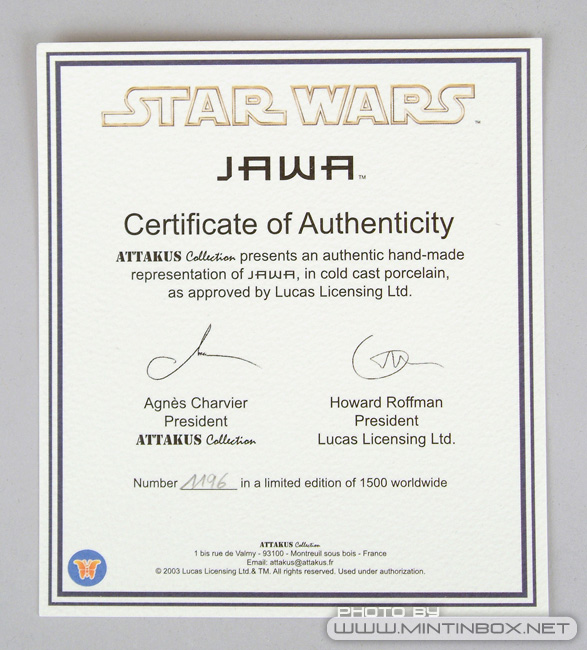 STAR WARS ™
JAWA ™
Certificate of Authenticity
ATTAKUS Collection presents an authentic hand-made
representation of JAWA, in cold cast porcelain,
as approved by Lucas Licensing Ltd.
Agnès Charvier
President
ATTAKUS Collection
Howard Roffman
President
Lucas Licensing Ltd.
Number 1196 in a limited edition of 1500 worldwide
ATTAKUS Collection
1 bis rue de Valmy - 93100 - Montreuil sous bois - France
Email: attakus@attakus.fr
© 2003 Lucas Licensing Ltd.& TM. All rights reserved. Used under authorization.
PHOTO BY
WWW.MINTINBOX.NET